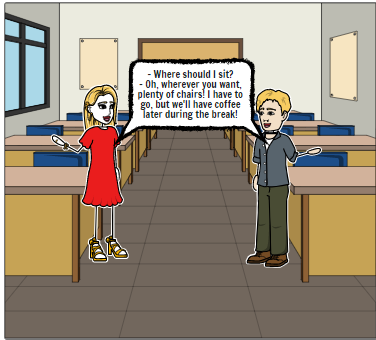 - Where should I sit?
- Oh, wherever you want,
plenty of chairs! I have to
go, but we'll have coffee
later during the break!